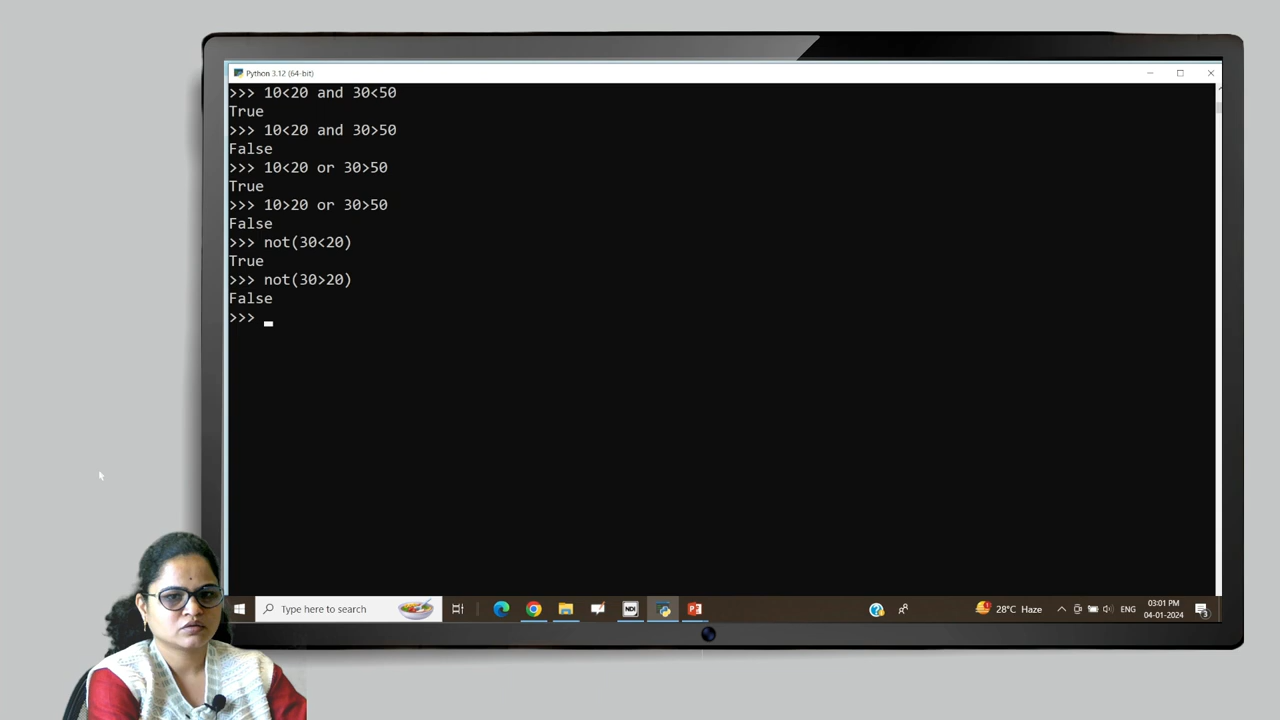 Python 3.12 (64-bit)
>>> 10<20 and 30<50
True
>>> 10<20 and 30>50
False
>>> 10<20 or 30>50
True
>>> 10>20 or 30>50
False
>>> not(30<20)
True
>>> not(30>20)
False
>>>
Type here to search
NDI
28°C Haze
ENG
03:01 PM
04-01-2024
3